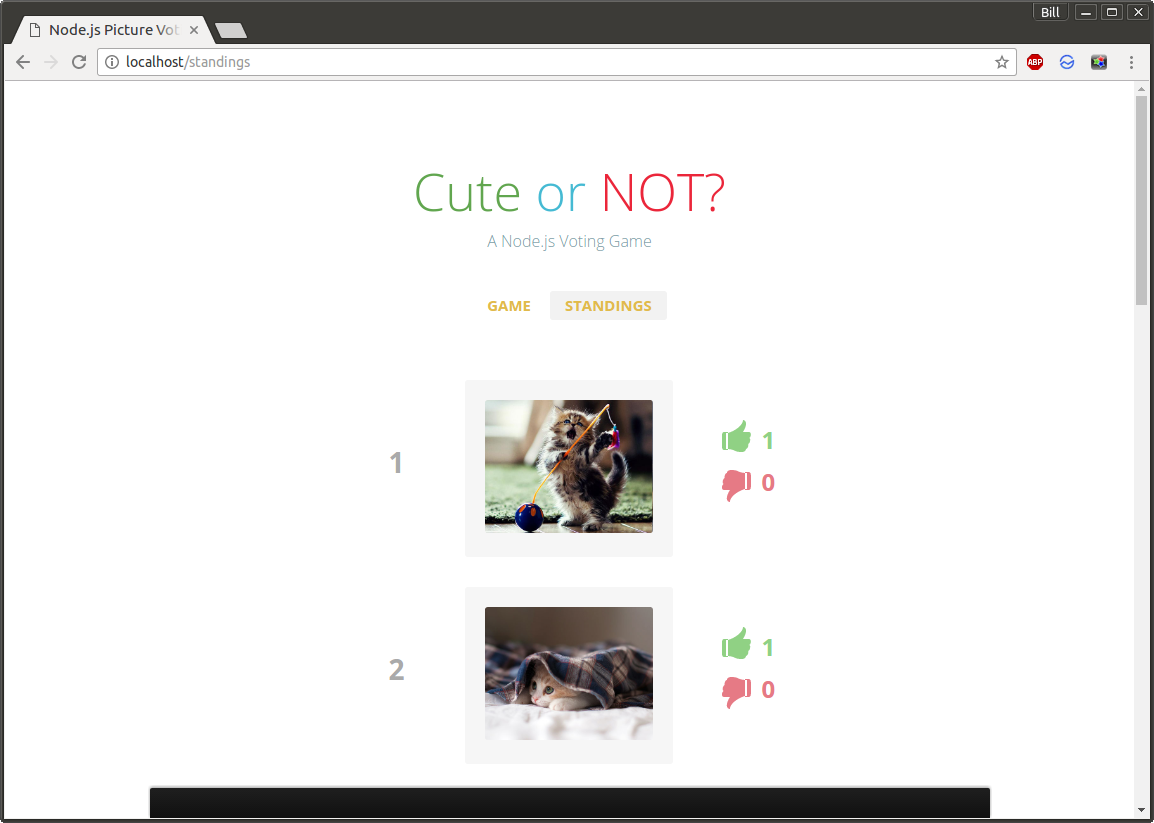 Bill
Node.js Picture Vot
localhost/standings
ABP
Cute or NOT?
A Node.js Voting Game
GAME STANDINGS
1
1
0
2
1
0